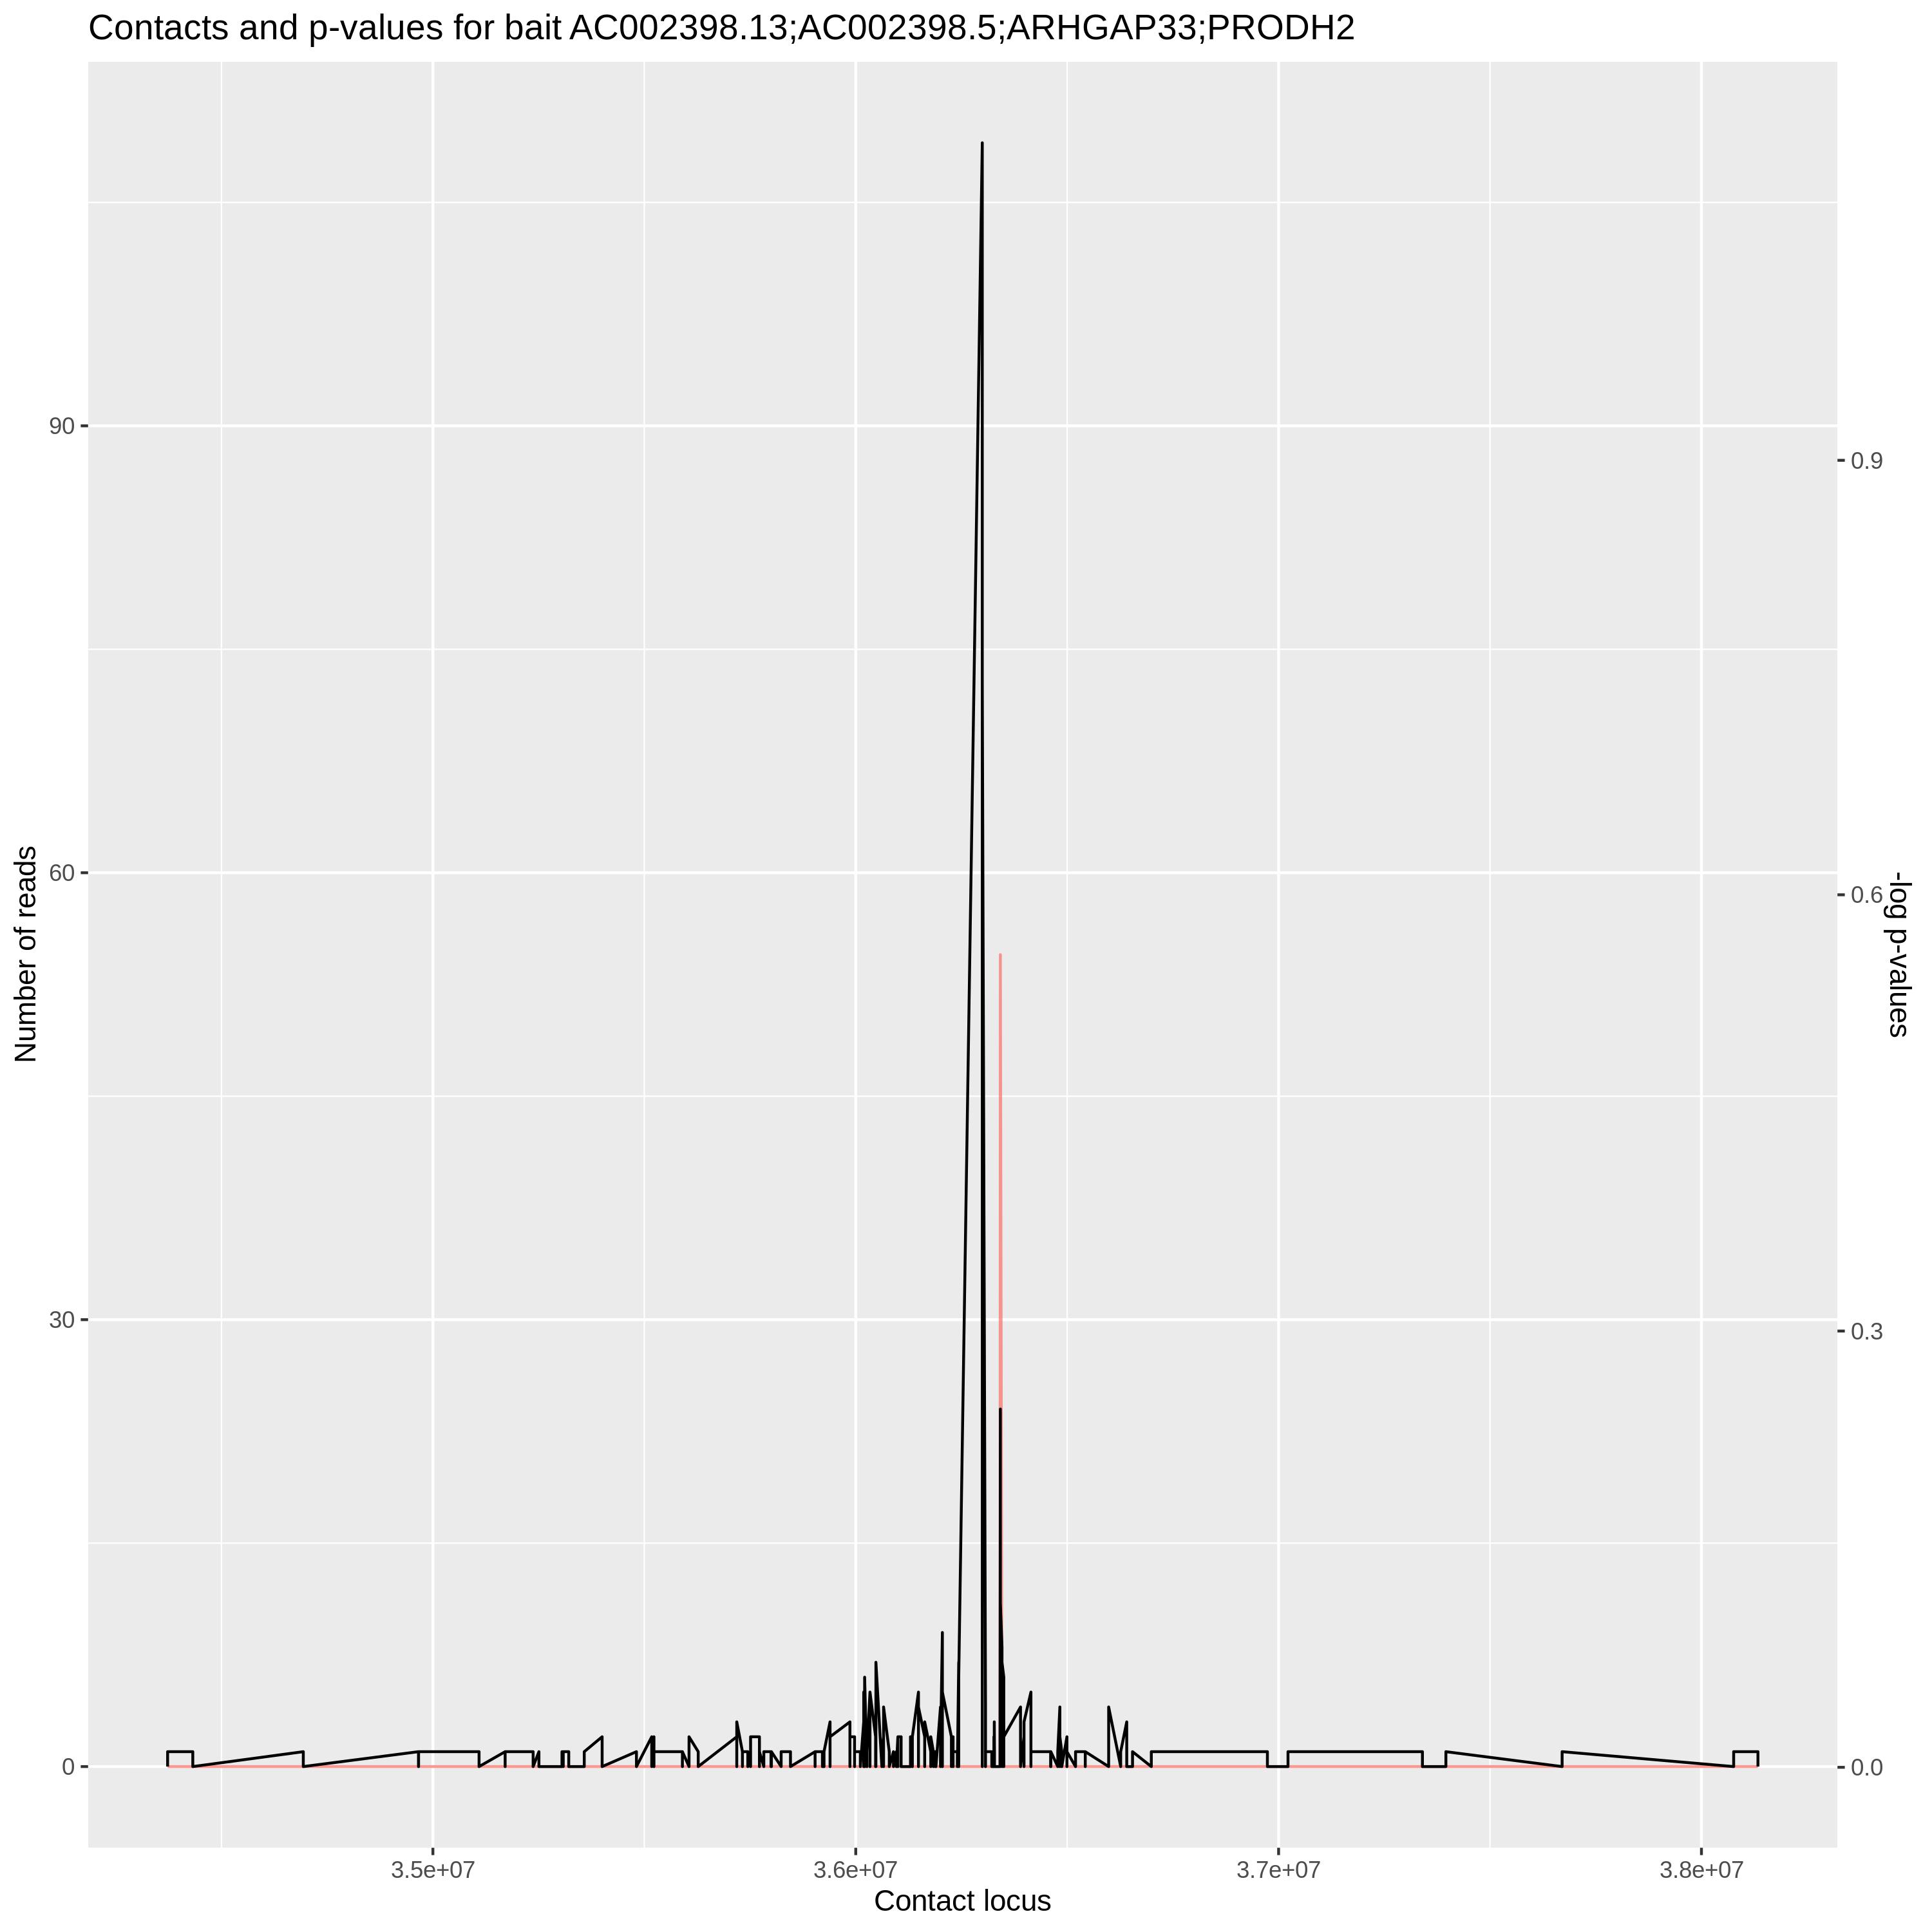 Contacts and p-values for bait AC002398.13;AC002398.5;ARHGAP33;PRODH2
90
60
30
0
Number of reads
0.9
0.6
0.3
0.0
-log p-values
3.5e+07
3.6e+07
3.7e+07
3.8e+07
Contact locus